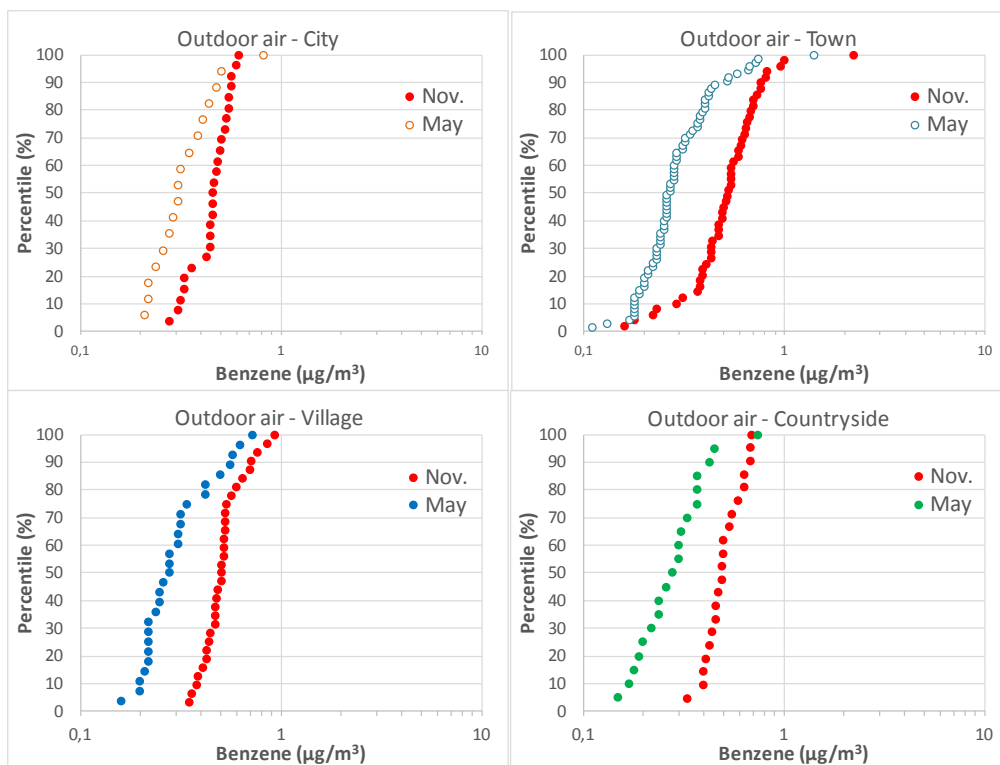 Outdoor air - City
100
90
80
70
60
50
40
30
20
10
0
Percentile (%)
Nov.
May
0,1 1 10
Benzene (µg/m³)
Outdoor air - Town
100
90
80
70
60
50
40
30
20
10
0
Percentile (%)
Nov.
May
0,1 1 10
Benzene (µg/m³)
Outdoor air - Village
100
90
80
70
60
50
40
30
20
10
0
Percentile (%)
Nov.
May
0,1 1 10
Benzene (µg/m³)
Outdoor air - Countryside
100
90
80
70
60
50
40
30
20
10
0
Percentile (%)
Nov.
May
0,1 1 10
Benzene (µg/m³)